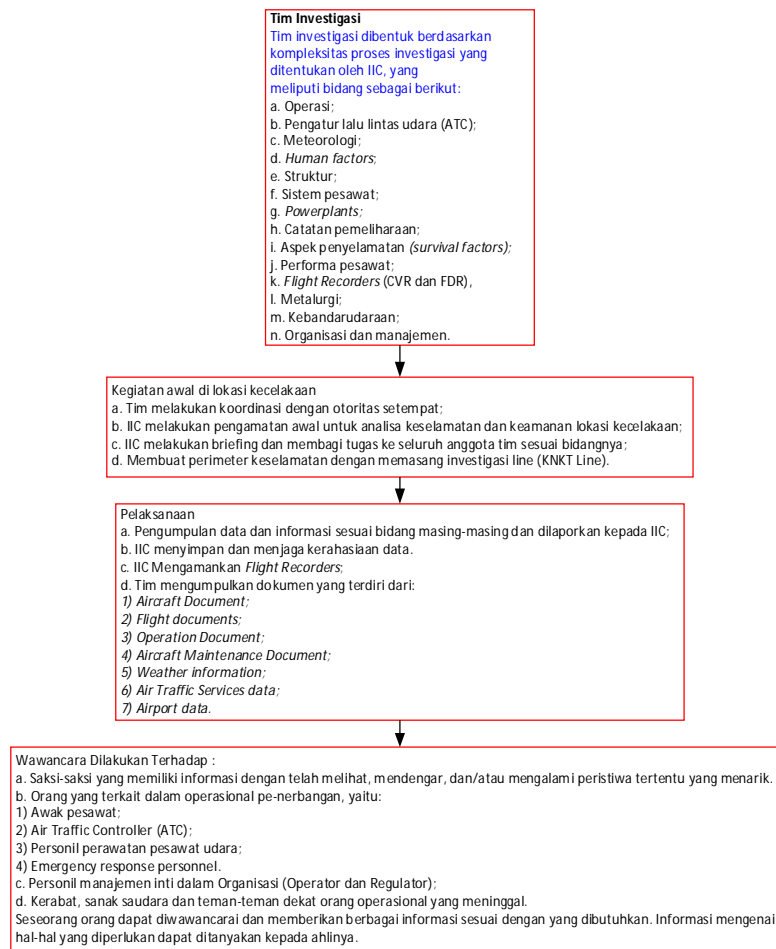 Tim Investigasi
Tim investigasi dibentuk berdasarkan
kompleksitas proses investigasi yang
ditentukan oleh IIC, yang
meliputi bidang sebagai berikut:
a. Operasi;
b. Pengatur lalu lintas udara (ATC);
c. Meteorologi;
d. Human factors;
e. Struktur;
f. Sistem pesawat;
g. Powerplants;
h. Catatan pemeliharaan;
i. Aspek penyelamatan (survival factors);
j. Performa pesawat;
k. Flight Recorders (CVR dan FDR),
l. Metalurgi;
m. Kebandarudaraan;
n. Organisasi dan manajemen.
Kegiatan awal di lokasi kecelakaan
a. Tim melakukan koordinasi dengan otoritas setempat;
b. IIC melakukan pengamatan awal untuk analisa keselamatan dan keamanan lokasi kecelakaan;
c. IIC melakukan briefing dan membagi tugas ke seluruh anggota tim sesuai bidangnya;
d. Membuat perimeter keselamatan dengan memasang investigasi line (KNKT Line).
Pelaksanaan
a. Pengumpulan data dan informasi sesuai bidang masing-masing dan dilaporkan kepada IIC;
b. IIC menyimpan dan menjaga kerahasiaan data.
c. IIC Mengamankan Flight Recorders;
d. Tim mengumpulkan dokumen yang terdiri dari:
1) Aircraft Document;
2) Flight documents;
3) Operation Document;
4) Aircraft Maintenance Document;
5) Weather information;
6) Air Traffic Services data;
7) Airport data.
Wawancara Dilakukan Terhadap :
a. Saksi-saksi yang memiliki informasi dengan telah melihat, mendengar, dan/atau mengalami peristiwa tertentu yang menarik.
b. Orang yang terkait dalam operasional pe-nerbangan, yaitu:
1) Awak pesawat;
2) Air Traffic Controller (ATC);
3) Personil perawatan pesawat udara;
4) Emergency response personnel.
c. Personil manajemen inti dalam Organisasi (Operator dan Regulator);
d. Kerabat, sanak saudara dan teman-teman dekat orang operasional yang meninggal.
Seseorang orang dapat diwawancarai dan memberikan berbagai informasi sesuai dengan yang dibutuhkan. Informasi mengenai
hal-hal yang diperlukan dapat ditanyakan kepada ahlinya.